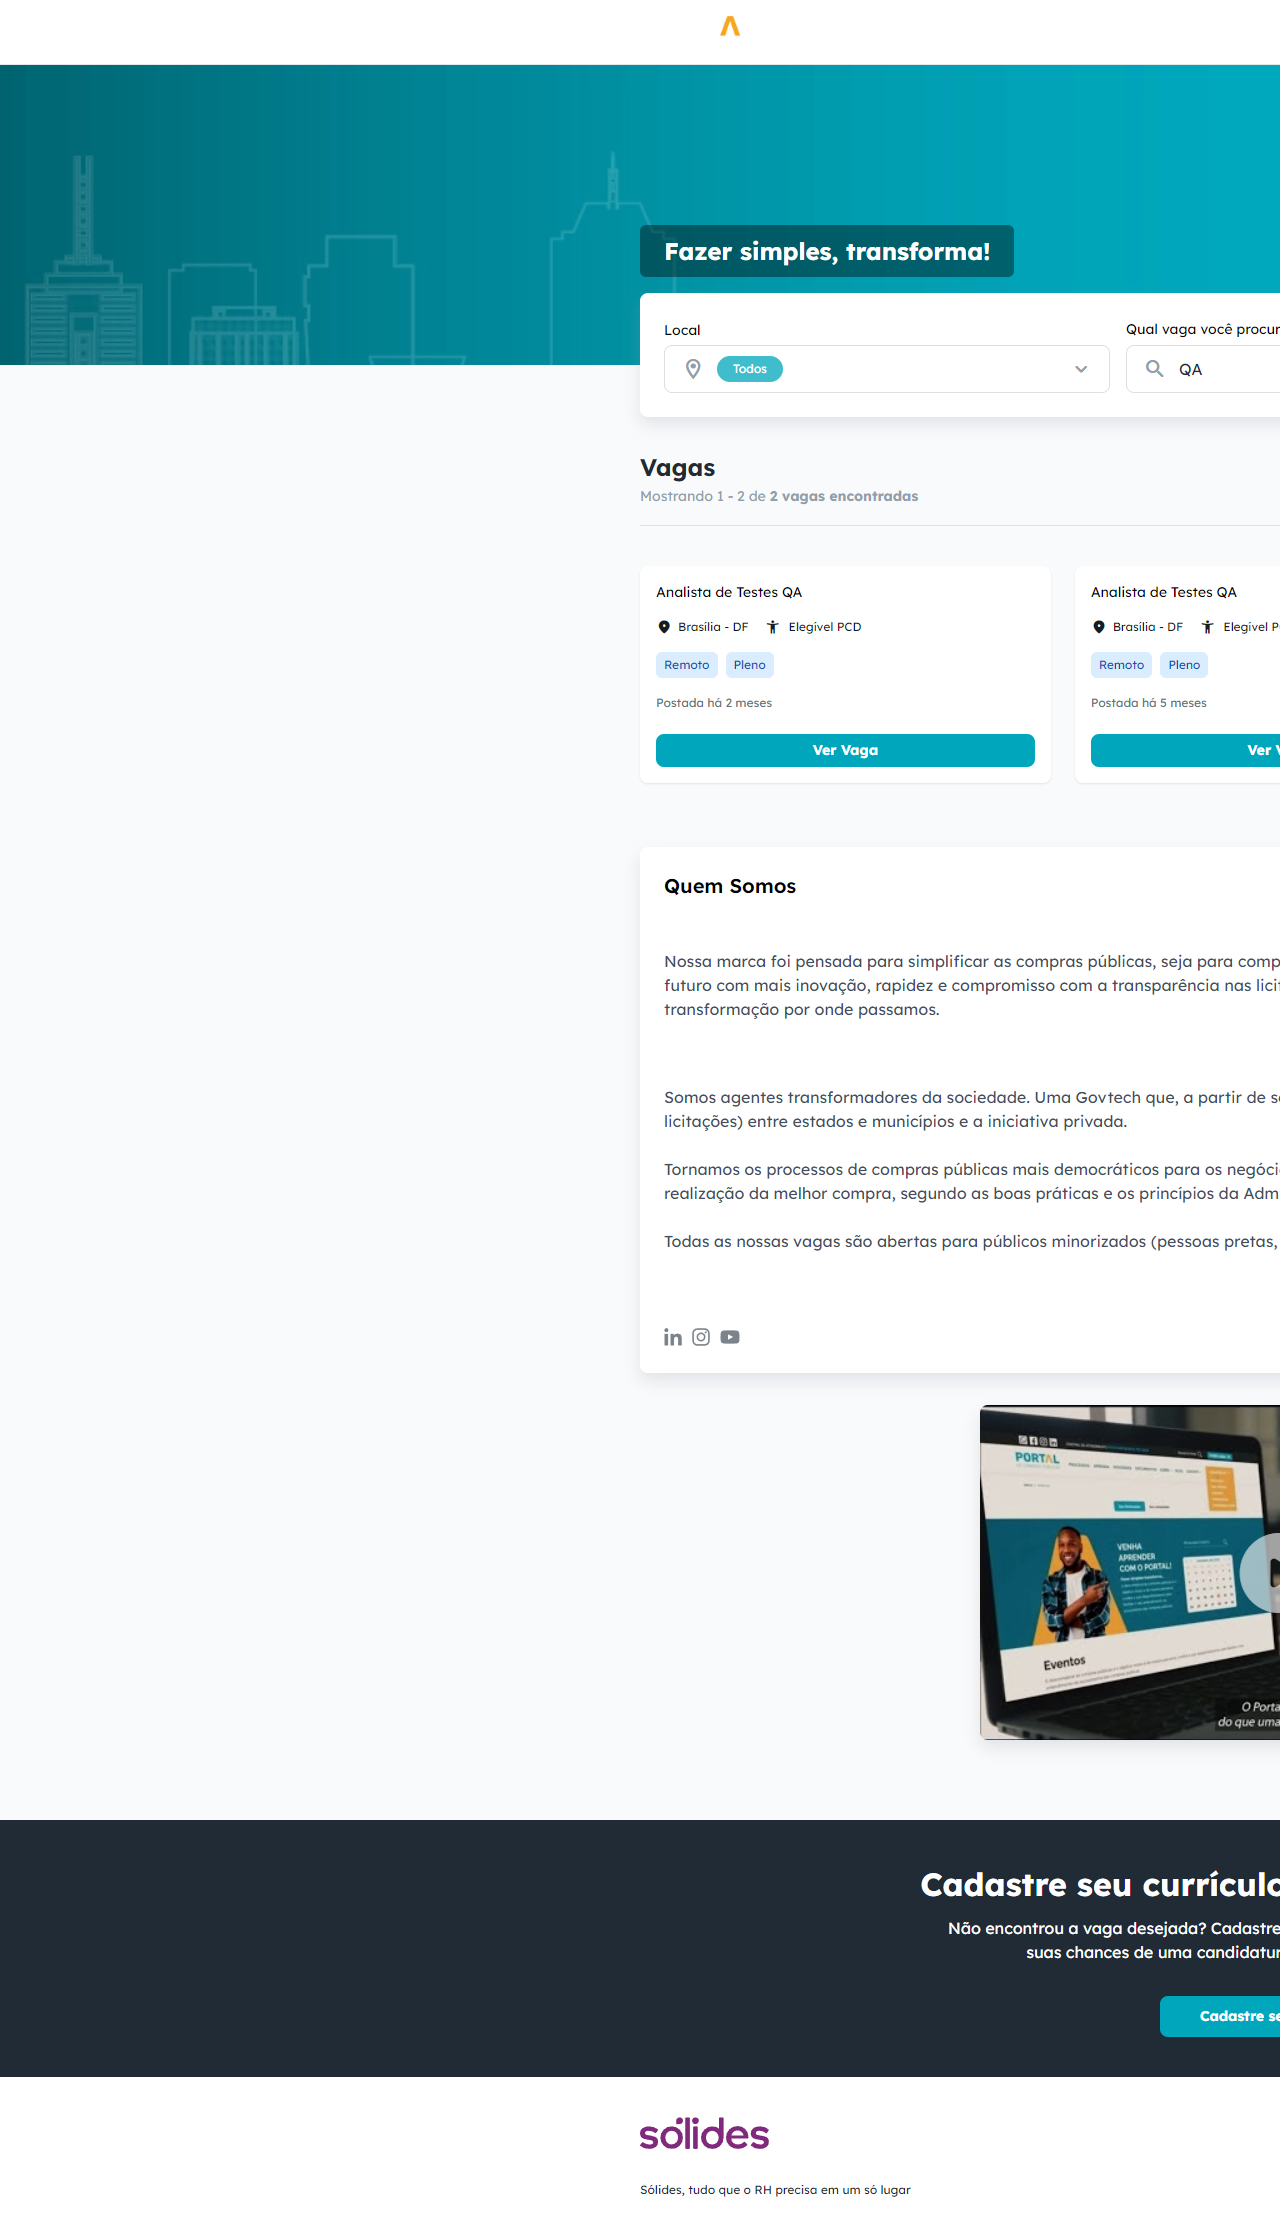 Fazer simples, transforma!
Local
Qual vaga você procur
Todos
QA
Vagas
Mostrando 1 - 2 de 2 vagas encontradas
Analista de Testes QA
Brasília - DF Elegível PCD
Remoto Pleno
Postada há 2 meses
Ver Vaga
Analista de Testes QA
Brasília - DF Elegível P
Remoto Pleno
Postada há 5 meses
Ver
Quem Somos
Nossa marca foi pensada para simplificar as compras públicas, seja para comp
futuro com mais inovação, rapidez e compromisso com a transparência nas licit
transformação por onde passamos.
Somos agentes transformadores da sociedade. Uma Govtech que, a partir de s
licitações) entre estados e municípios e a iniciativa privada.
Tornamos os processos de compras públicas mais democráticos para os negóci
realização da melhor compra, segundo as boas práticas e os princípios da Adm
Todas as nossas vagas são abertas para públicos minorizados (pessoas pretas,
PORTAL
VENHA
APRENDER
COM O PORTAL!
Eventos
O Porta
do que uma
Cadastre seu currículo
Não encontrou a vaga desejada? Cadastre
suas chances de uma candidatur
Cadastre se
sólides
Sólides, tudo que o RH precisa em um só lugar